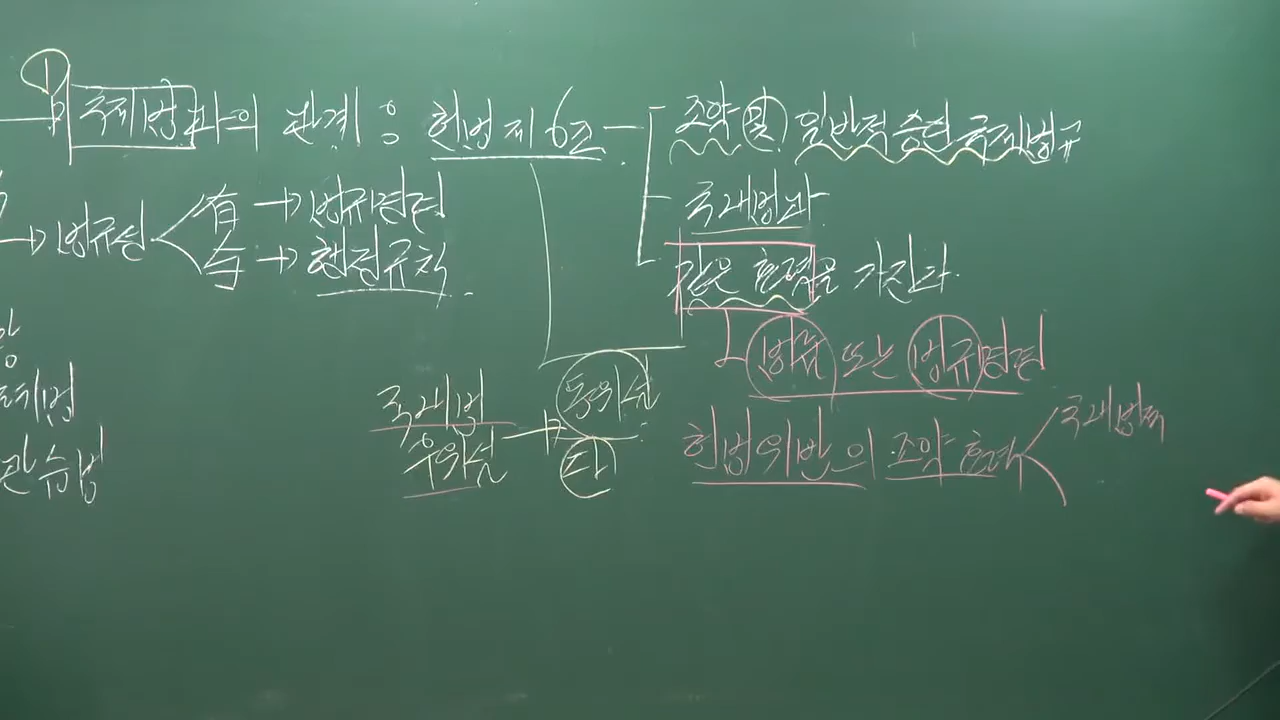 ① 국제법과의 관계 : 헌법 제6조
조약 및 일반적 승인 국제법규
국내법과
같은 효력을 가진다.
법률 또는 법규명령
→ 법규성
有 → 법규명령
→ 행정규칙
관습법
국내법
우위설 → 동위설
헌법위반의 조약 효력
국내법적